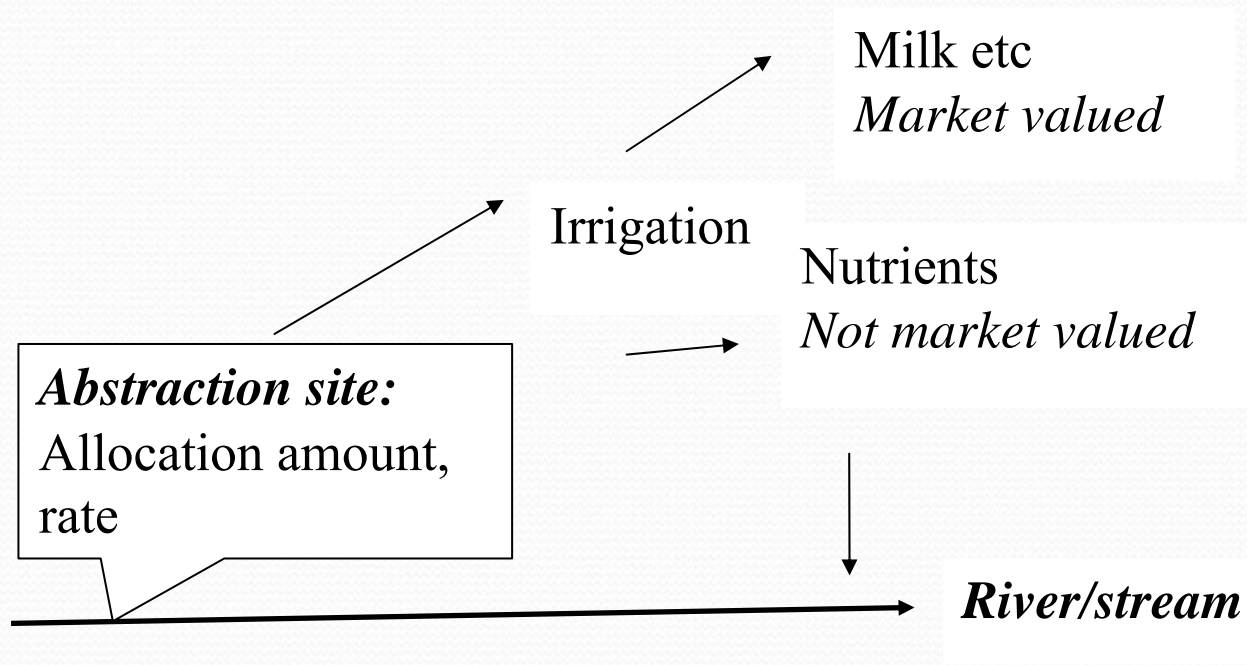 Milk etc
Market valued
Irrigation
Nutrients
Not market valued
Abstraction site:
Allocation amount,
rate
River/stream